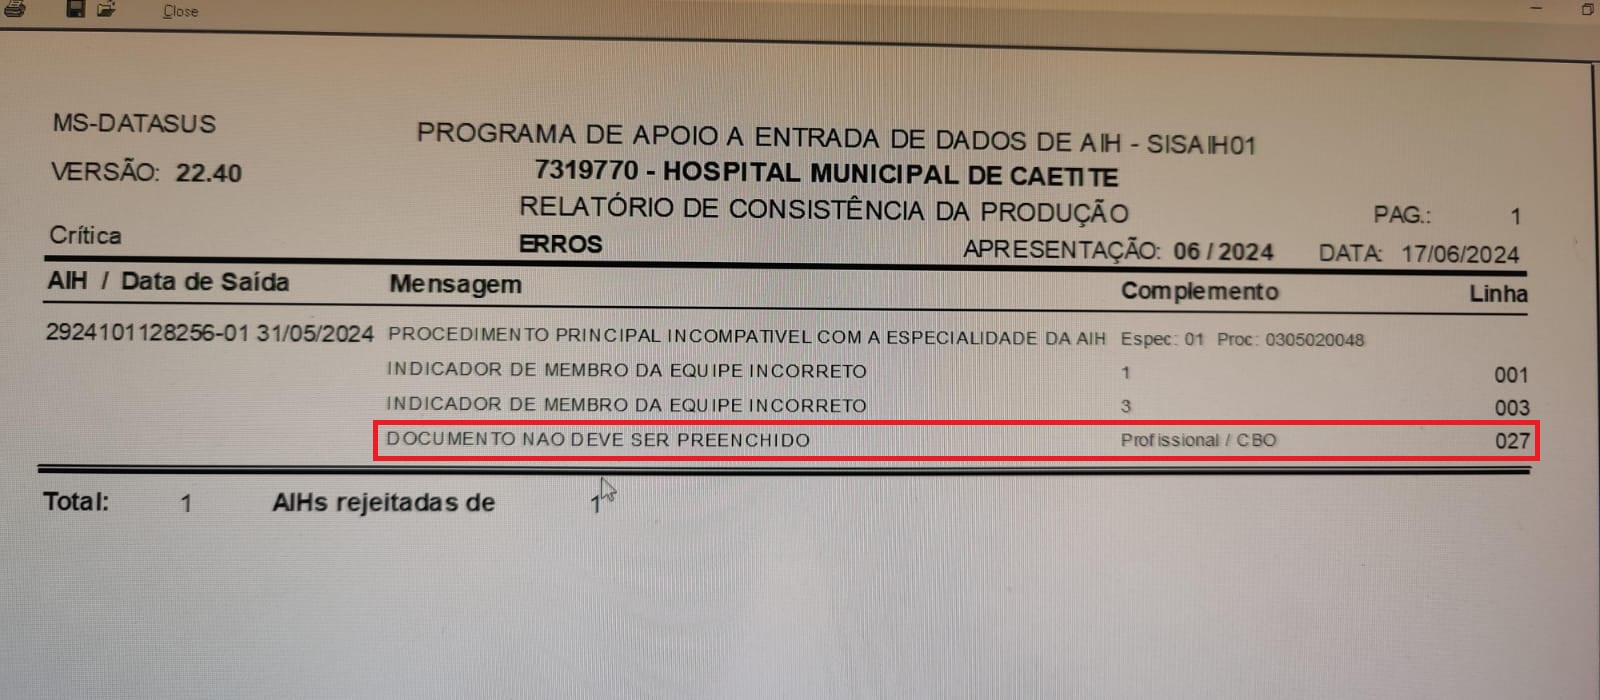 Close
MS-DATASUS
PROGRAMA DE APOIO A ENTRADA DE DADOS DE AIH - SISAIH01
VERSÃO: 22.40
7319770 - HOSPITAL MUNICIPAL DE CAETITE
RELATÓRIO DE CONSISTÊNCIA DA PRODUÇÃO
PAG.: 1
Crítica
ERROS
APRESENTAÇÃO: 06 / 2024 DATA: 17/06/2024
AIH / Data de Saída Mensagem Complemento Linha
2924101128256-01 31/05/2024 PROCEDIMENTO PRINCIPAL INCOMPATIVEL COM A ESPECIALIDADE DA AIH Espec: 01 Proc: 0305020048
INDICADOR DE MEMBRO DA EQUIPE INCORRETO 1 001
INDICADOR DE MEMBRO DA EQUIPE INCORRETO 3 003
DOCUMENTO NAO DEVE SER PREENCHIDO Profissional / CBO 027
Total: 1 AIHs rejeitadas de 1